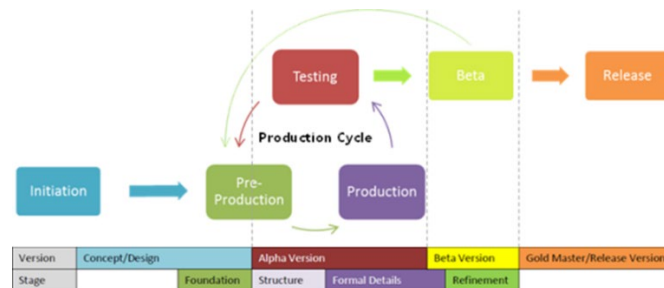 Testing
Beta
Release
Production Cycle
Initiation
Pre-
Production
Production
Version Concept/Design Alpha Version Beta Version Gold Master/Release Version
Stage Foundation Structure Formal Details Refinement